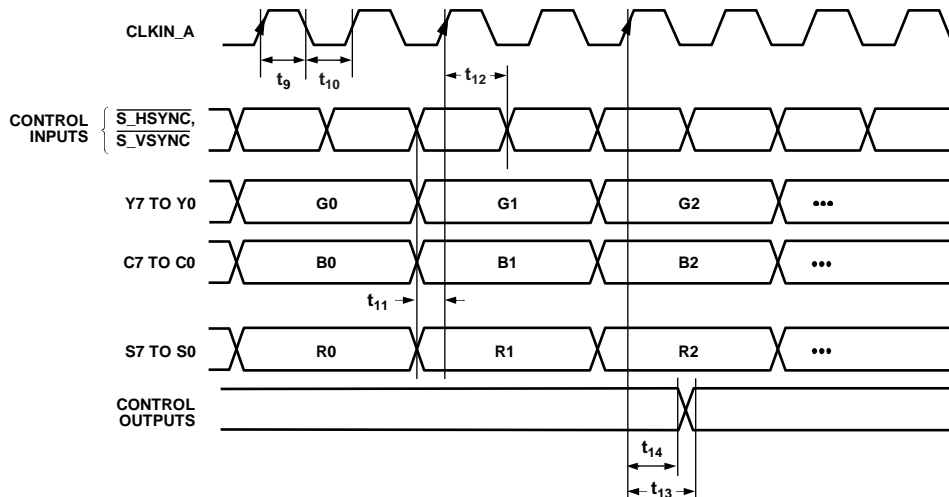 CLKIN_A
t9 t10 t12
CONTROL INPUTS { S_HSYNC, S_VSYNC
Y7 TO Y0 G0 G1 G2 •••
C7 TO C0 B0 B1 B2 •••
t11
S7 TO S0 R0 R1 R2 •••
CONTROL
OUTPUTS
t14
t13